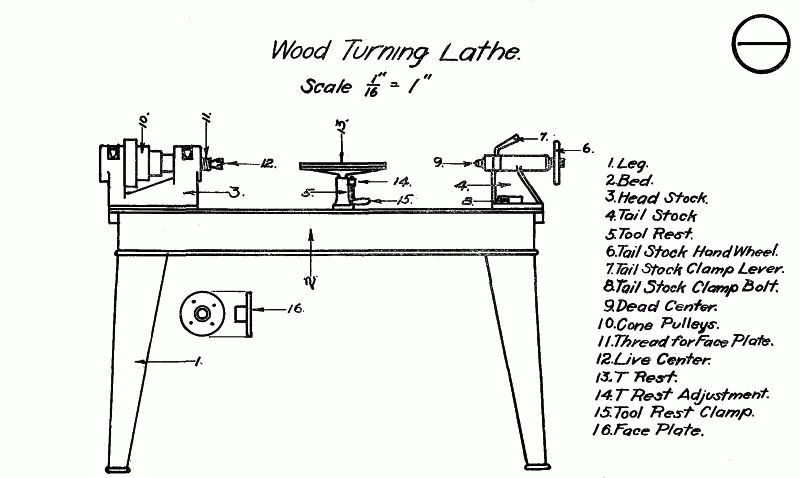 Wood Turning Lathe.
Scale 1"/16 = 1"
10.
11.
13.
7.
6.
12.
9.
14.
4.
3.
5.
15.
8.
2
16.
1.
1. Leg.
2. Bed.
3. Head Stock.
4. Tail Stock
5. Tool Rest.
6. Tail Stock Hand Wheel.
7. Tail Stock Clamp Lever.
8. Tail Stock Clamp Bolt.
9. Dead Center.
10. Cone Pulleys.
11. Thread for Face Plate.
12. Live Center.
13. T Rest.
14. T Rest Adjustment.
15. Tool Rest Clamp.
16. Face Plate.